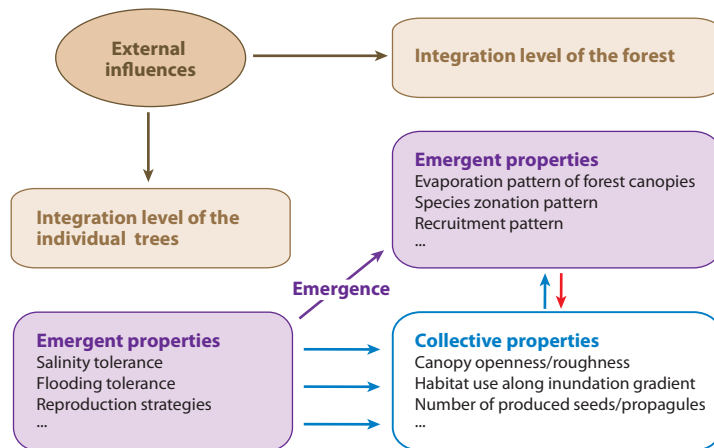 External
influences
Integration level of the forest
Integration level of the
individual trees
Emergent properties
Evaporation pattern of forest canopies
Species zonation pattern
Recruitment pattern
...
Emergence
Emergent properties
Salinity tolerance
Flooding tolerance
Reproduction strategies
...
Collective properties
Canopy openness/roughness
Habitat use along inundation gradient
Number of produced seeds/propagules
...